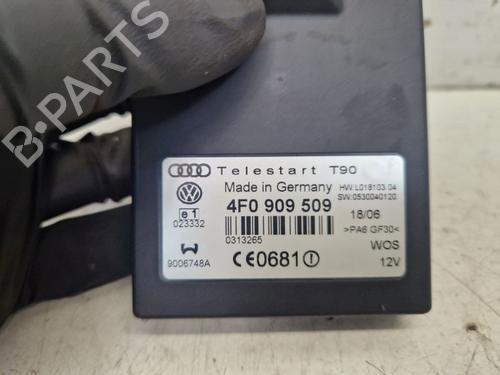 B-PARTS
Telestart T90
Made in Germany
HW:L018103 04
SW:0530040120
4F0 909 509
e1
023332
18/06
>PA6 GF30<
0313265
WOS
9006748A
CE0681
12V